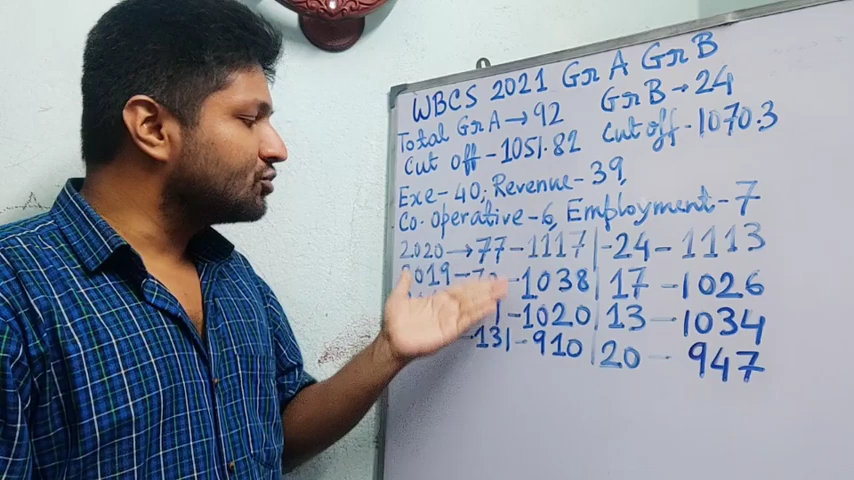 WBCS 2021 Gr A Gr B
Total Gr A → 92 Gr B → 24
Cut off - 1051.82 Cut off - 1070.3
Exe - 40; Revenue - 39,
Co-operative - 6, Employment - 7
2020 → 77 - 1117 | - 24 - 1113
2019 - - 1038 | 17 - 1026
- 1020 | 13 - 1034
- 131 - 910 | 20 - 947